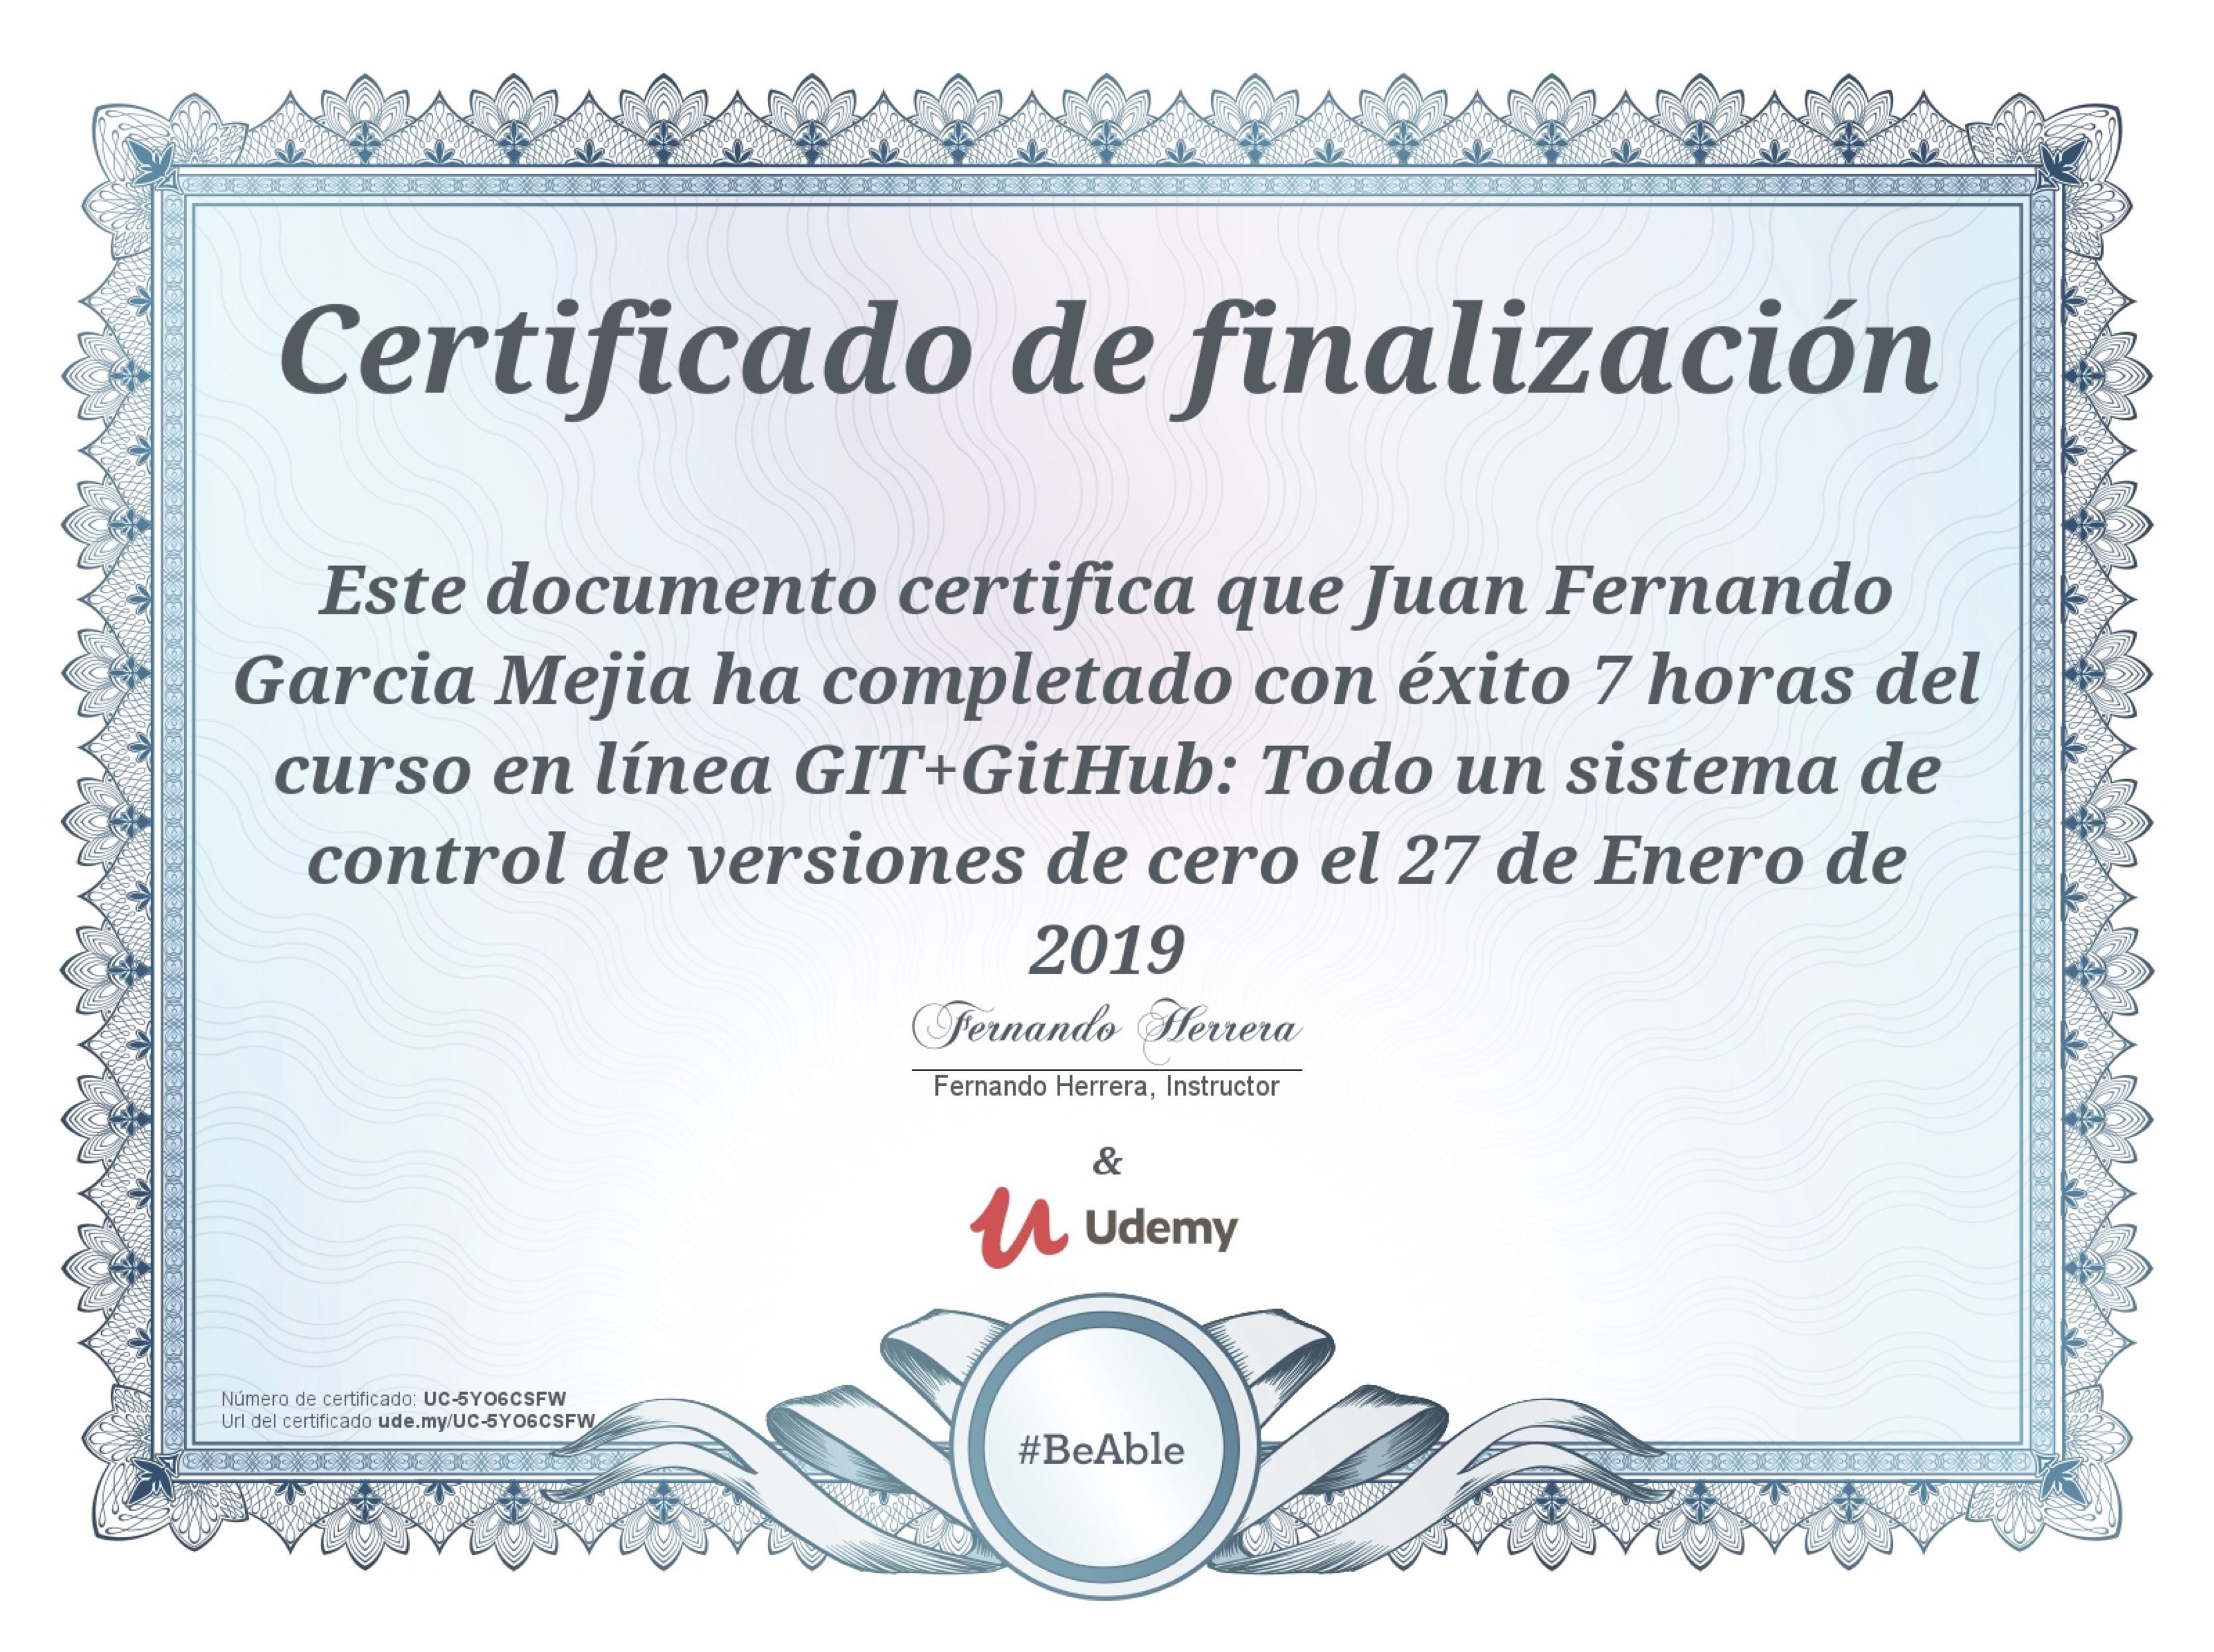 Certificado de finalización
Este documento certifica que Juan Fernando
Garcia Mejia ha completado con éxito 7 horas del
curso en línea GIT+GitHub: Todo un sistema de
control de versiones de cero el 27 de Enero de
2019
Fernando Herrera
Fernando Herrera, Instructor
&
Udemy
Número de certificado: UC-5YO6CSFW
Url del certificado ude.my/UC-5YO6CSFW
#BeAble